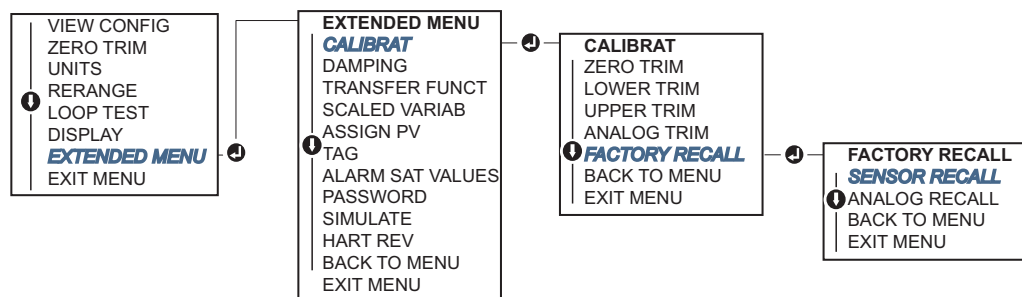 VIEW CONFIG
ZERO TRIM
UNITS
RERANGE
LOOP TEST
DISPLAY
EXTENDED MENU
EXIT MENU
EXTENDED MENU
CALIBRAT
DAMPING
TRANSFER FUNCT
SCALED VARIAB
ASSIGN PV
TAG
ALARM SAT VALUES
PASSWORD
SIMULATE
HART REV
BACK TO MENU
EXIT MENU
CALIBRAT
ZERO TRIM
LOWER TRIM
UPPER TRIM
ANALOG TRIM
FACTORY RECALL
BACK TO MENU
EXIT MENU
FACTORY RECALL
SENSOR RECALL
ANALOG RECALL
BACK TO MENU
EXIT MENU